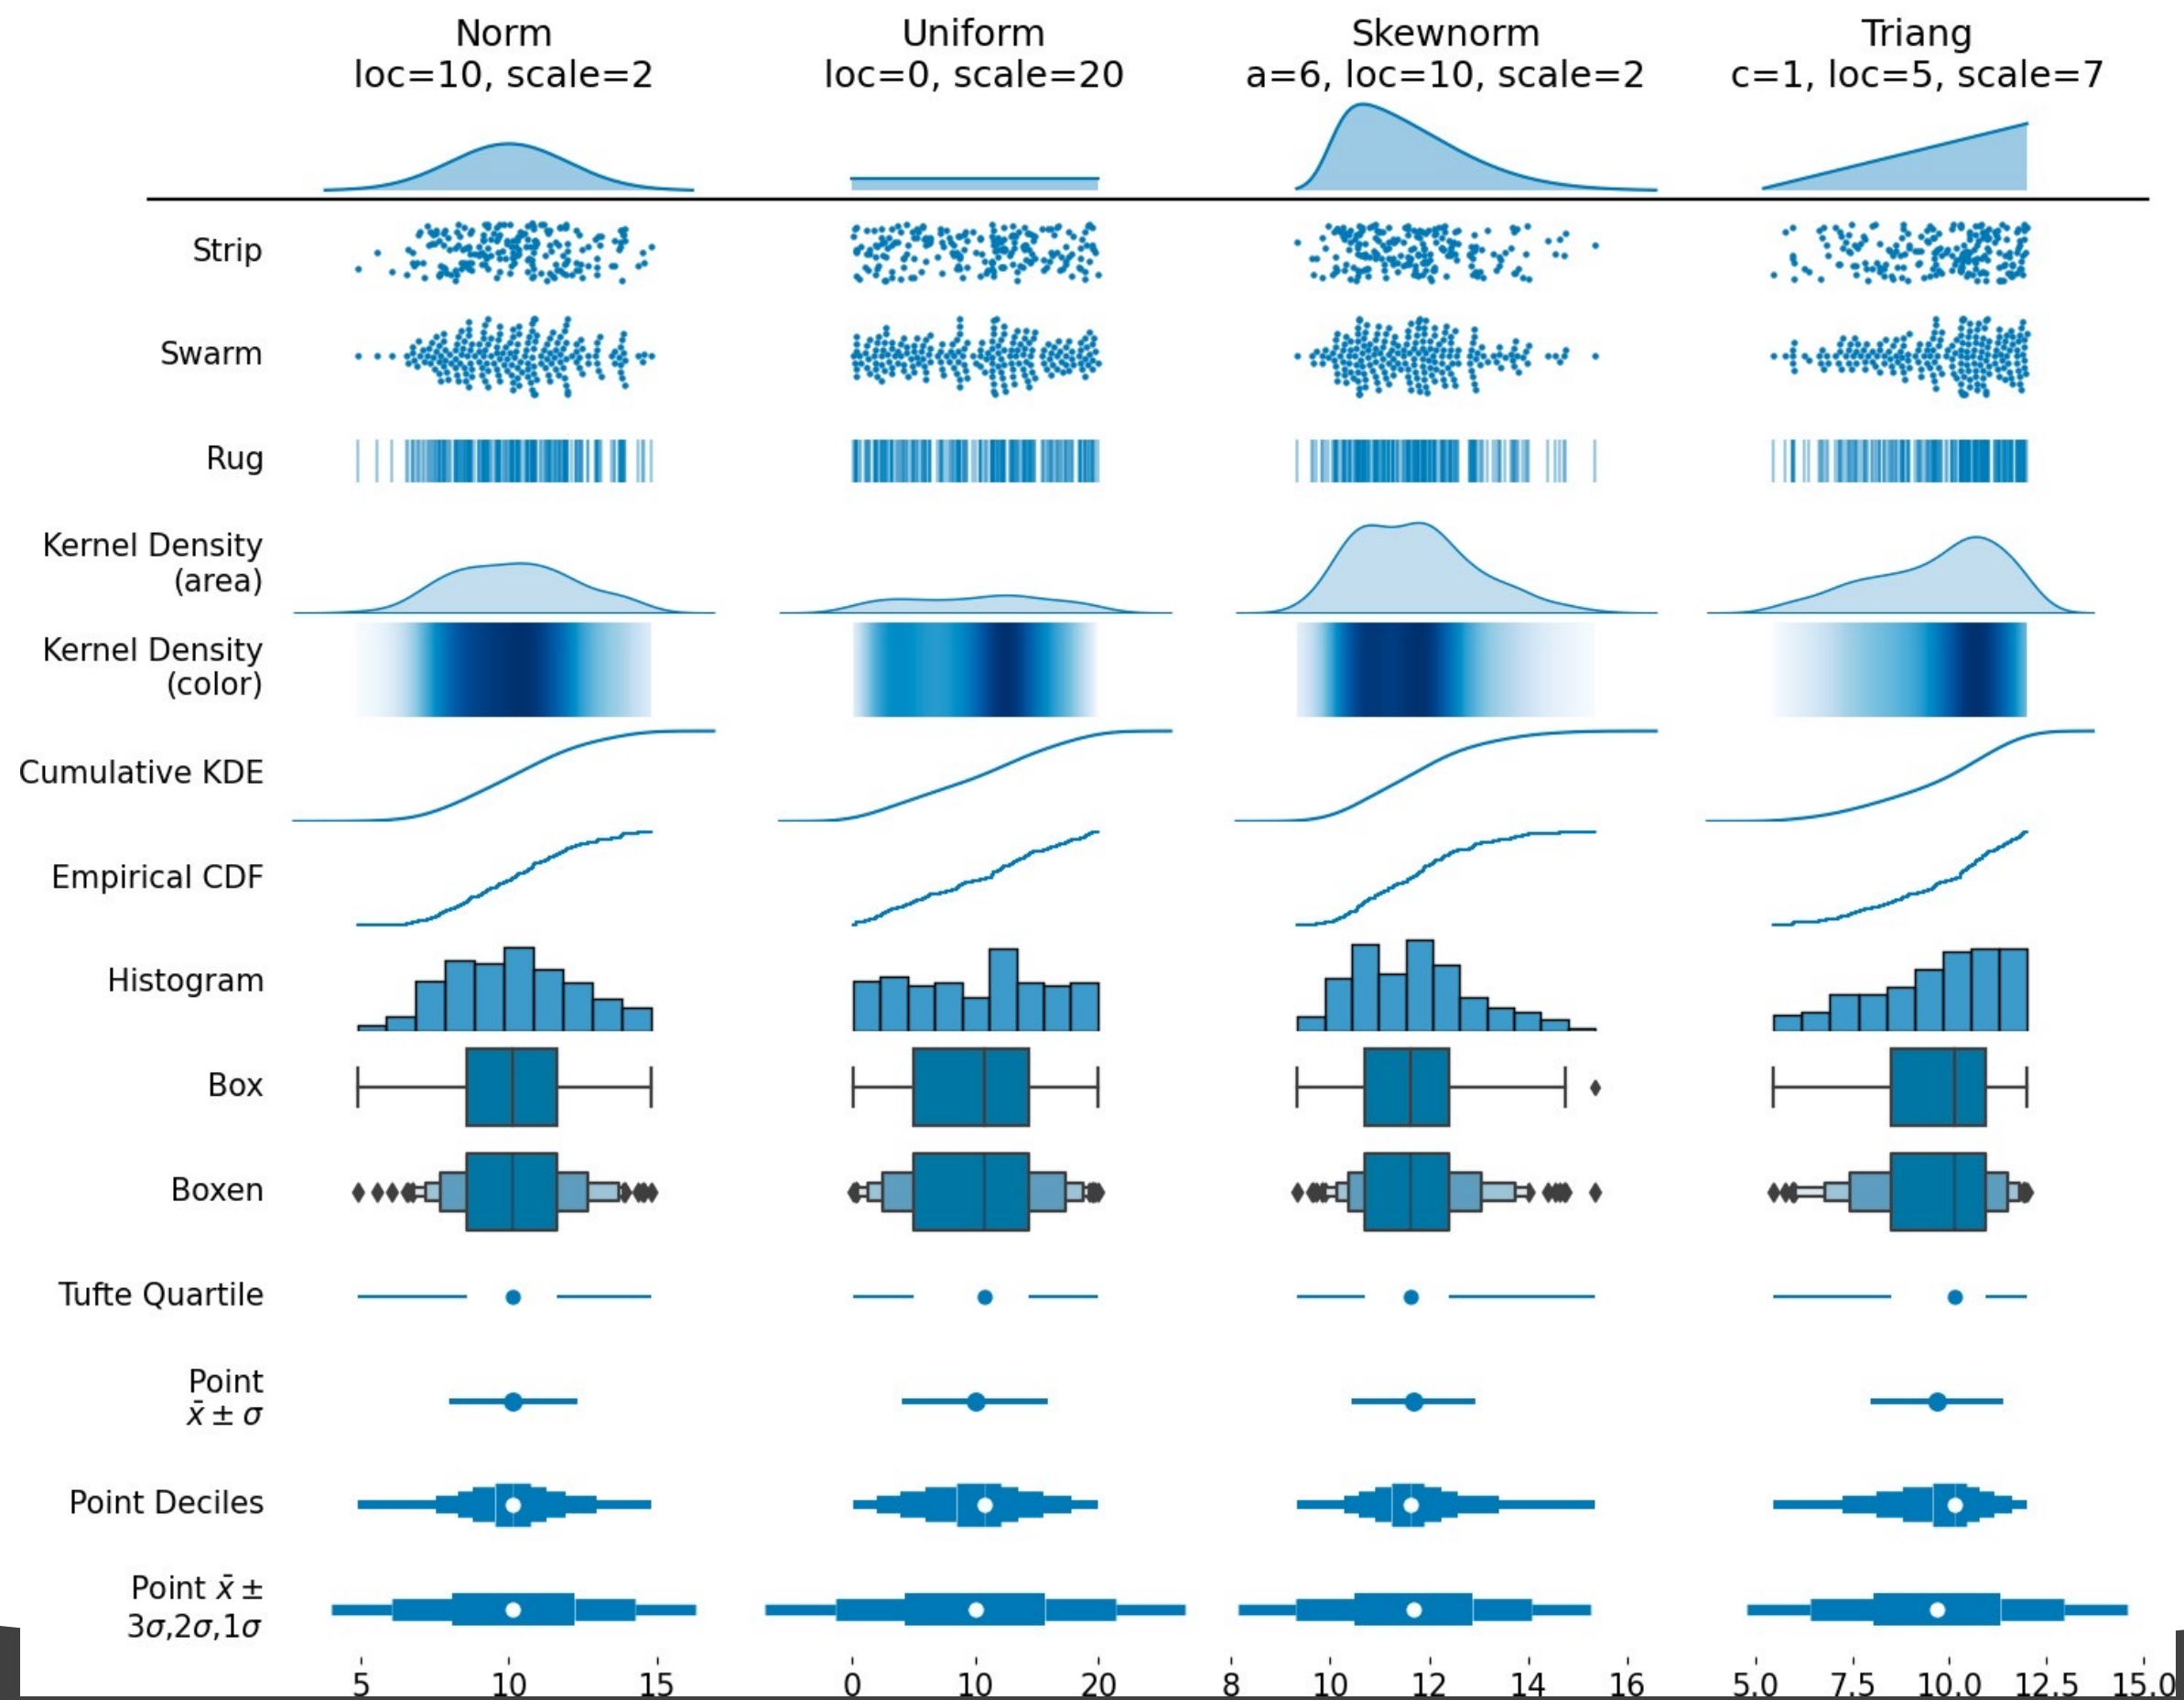 Norm
loc=10, scale=2
Uniform
loc=0, scale=20
Skewnorm
a=6, loc=10, scale=2
Triang
c=1, loc=5, scale=7
Strip
Swarm
Rug
Kernel Density
(area)
Kernel Density
(color)
Cumulative KDE
Empirical CDF
Histogram
Box
Boxen
Tufte Quartile
Point
x̄ ± σ
Point Deciles
Point x̄ ±
3σ,2σ,1σ
5 10 15
0 10 20
8 10 12 14 16
5.0 7.5 10.0 12.5 15.0